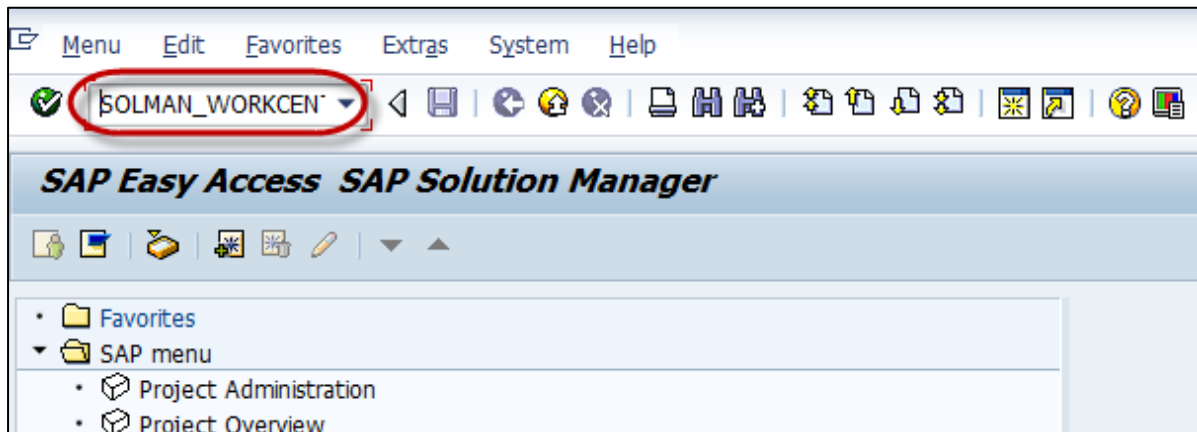 Menu Edit Favorites Extras System Help
SOLMAN_WORKCEN
SAP Easy Access SAP Solution Manager
Favorites
SAP menu
Project Administration
Project Overview